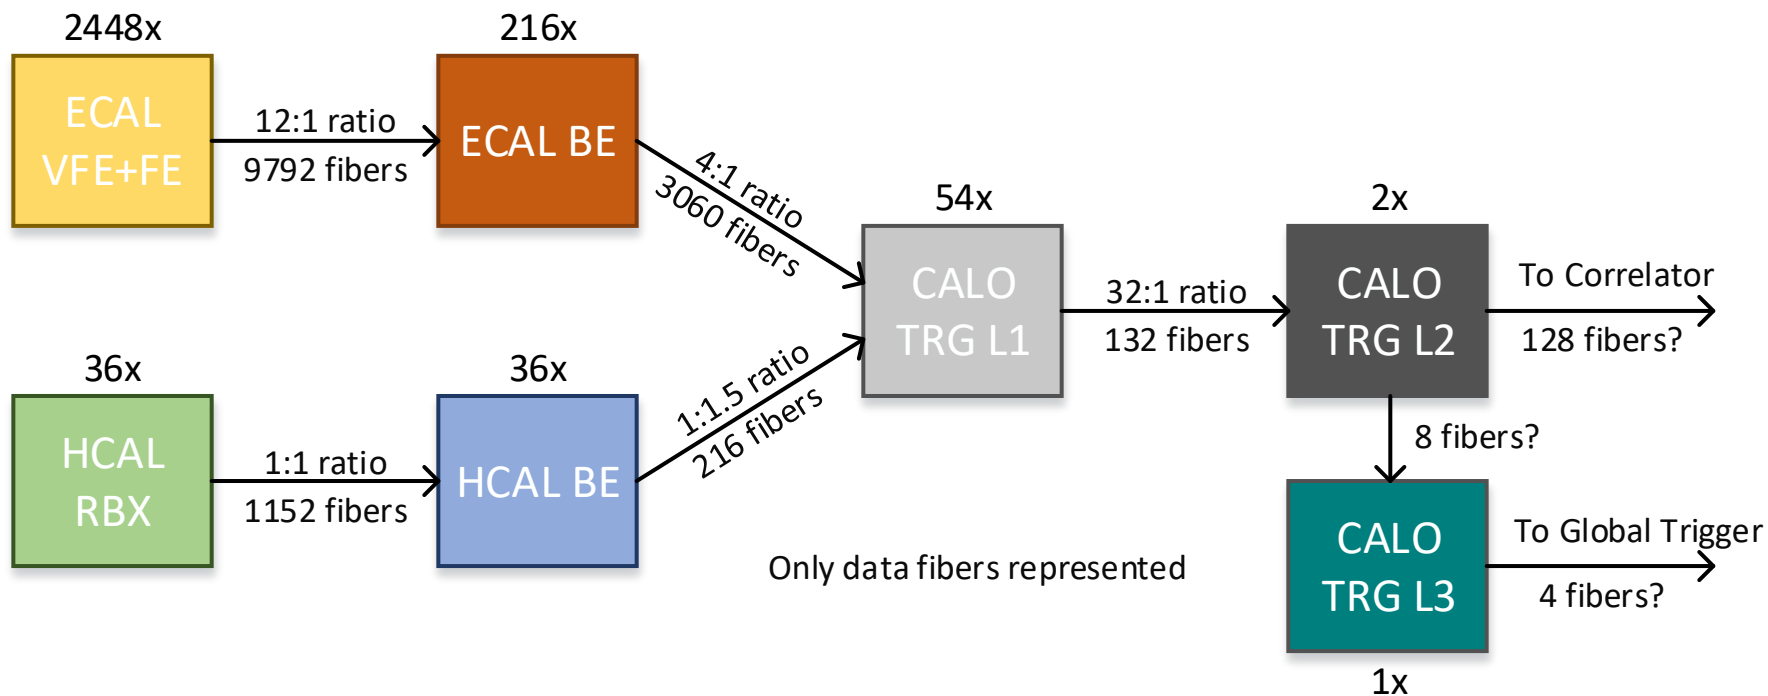 2448x
216x
ECAL
VFE+FE
12:1 ratio
9792 fibers
ECAL BE
4:1 ratio
3060 fibers
54x
2x
CALO
TRG L1
32:1 ratio
132 fibers
CALO
TRG L2
To Correlator
128 fibers?
36x
36x
HCAL
RBX
1:1 ratio
1152 fibers
HCAL BE
1:1.5 ratio
216 fibers
8 fibers?
CALO
TRG L3
To Global Trigger
4 fibers?
Only data fibers represented
1x